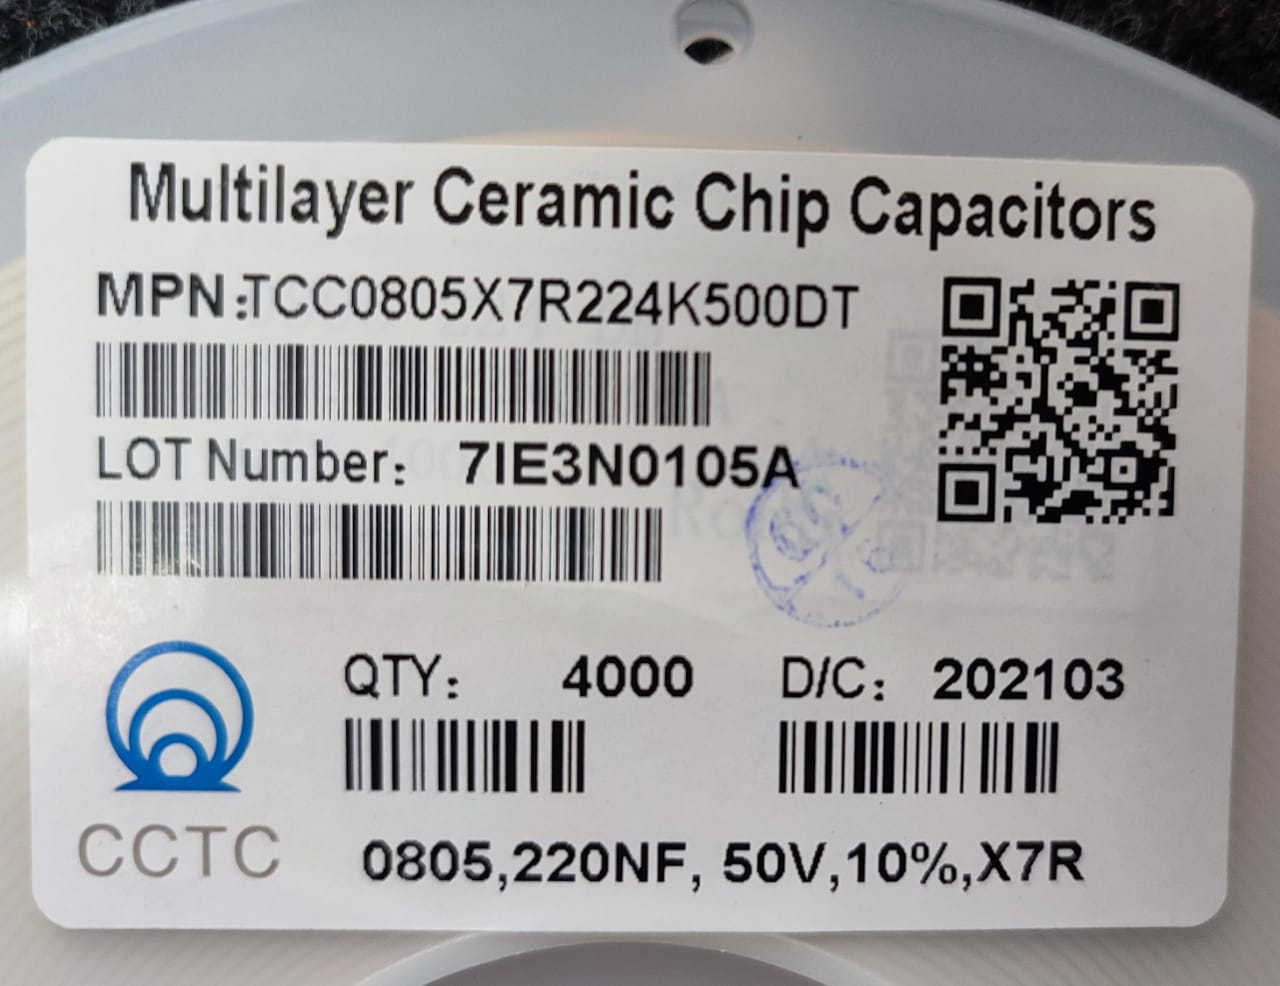 Multilayer Ceramic Chip Capacitors
MPN:TCC0805X7R224K500DT
LOT Number: 7IE3N0105A
QTY: 4000 D/C: 202103
CCTC
0805,220NF, 50V,10%,X7R